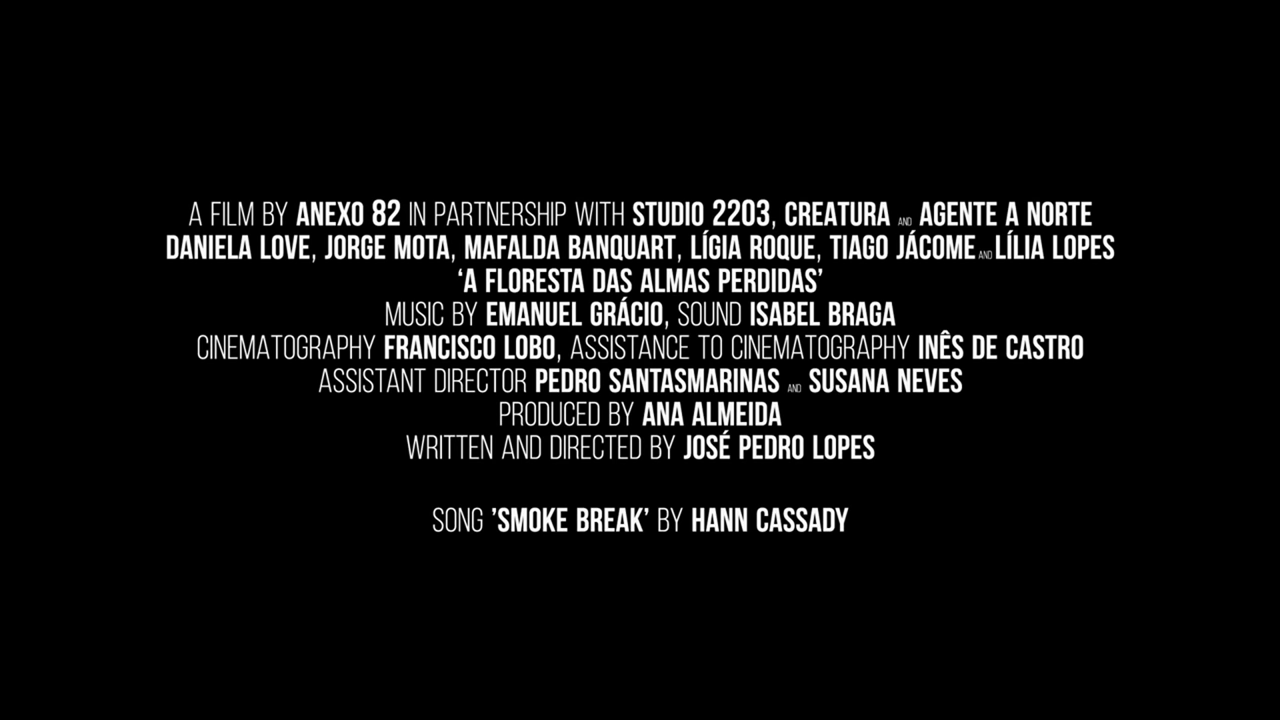 A FILM BY ANEXO 82 IN PARTNERSHIP WITH STUDIO 2203, CREATURA AND AGENTE A NORTE
DANIELA LOVE, JORGE MOTA, MAFALDA BANQUART, LÍGIA ROQUE, TIAGO JÁCOME AND LÍLIA LOPES
‘A FLORESTA DAS ALMAS PERDIDAS’
MUSIC BY EMANUEL GRÁCIO, SOUND ISABEL BRAGA
CINEMATOGRAPHY FRANCISCO LOBO, ASSISTANCE TO CINEMATOGRAPHY INÊS DE CASTRO
ASSISTANT DIRECTOR PEDRO SANTASMARINAS AND SUSANA NEVES
PRODUCED BY ANA ALMEIDA
WRITTEN AND DIRECTED BY JOSÉ PEDRO LOPES
SONG ’SMOKE BREAK’ BY HANN CASSADY